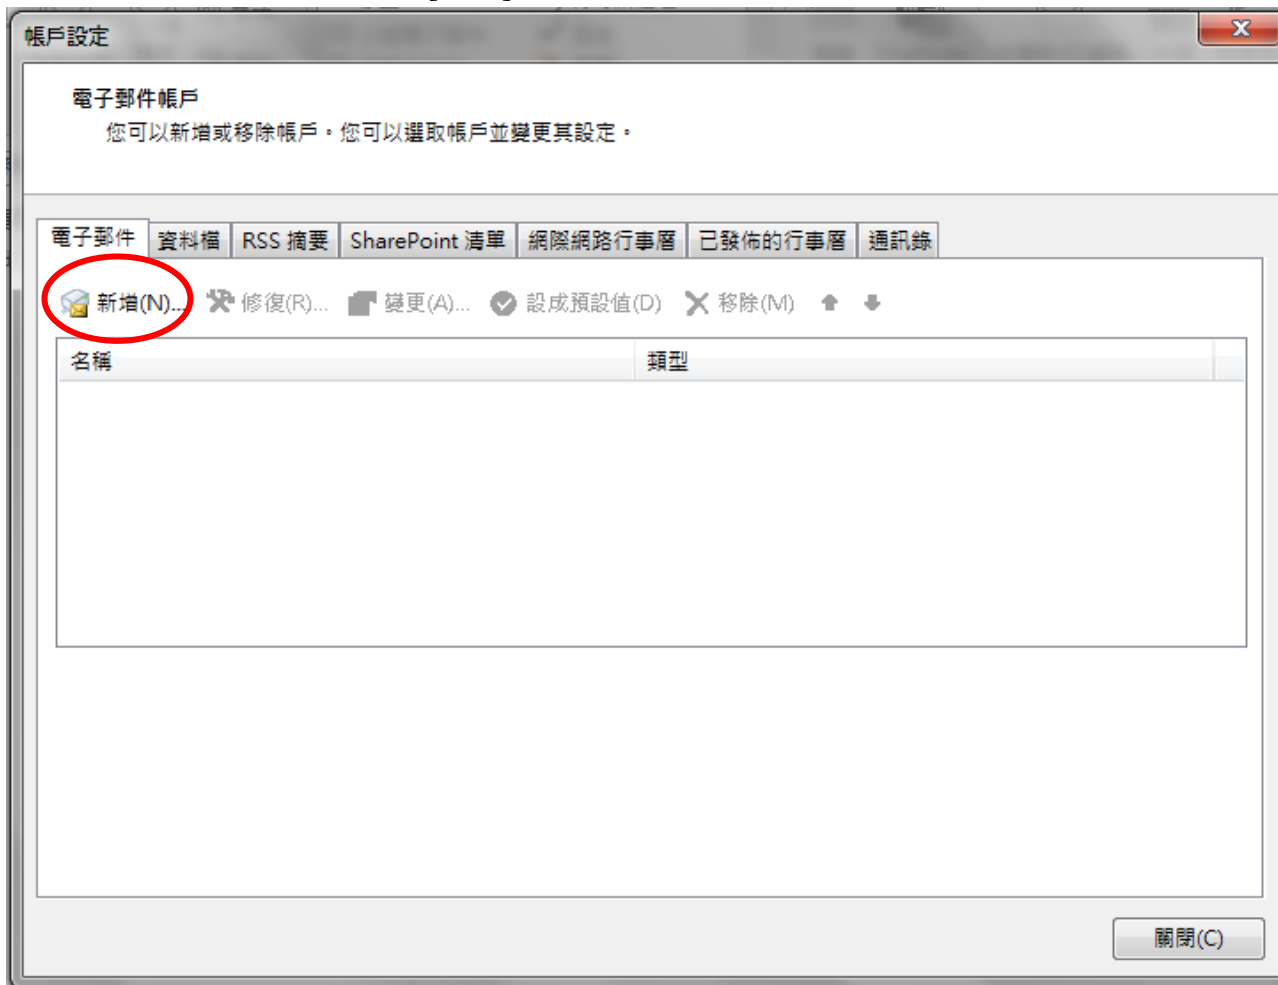 帳戶設定
電子郵件帳戶
您可以新增或移除帳戶。您可以選取帳戶並變更其設定。
電子郵件 資料檔 RSS 摘要 SharePoint 清單 網際網路行事曆 已發佈的行事曆 通訊錄
新增(N)... 修復(R)... 變更(A)... 設成預設值(D) 移除(M)
名稱 類型
關閉(C)